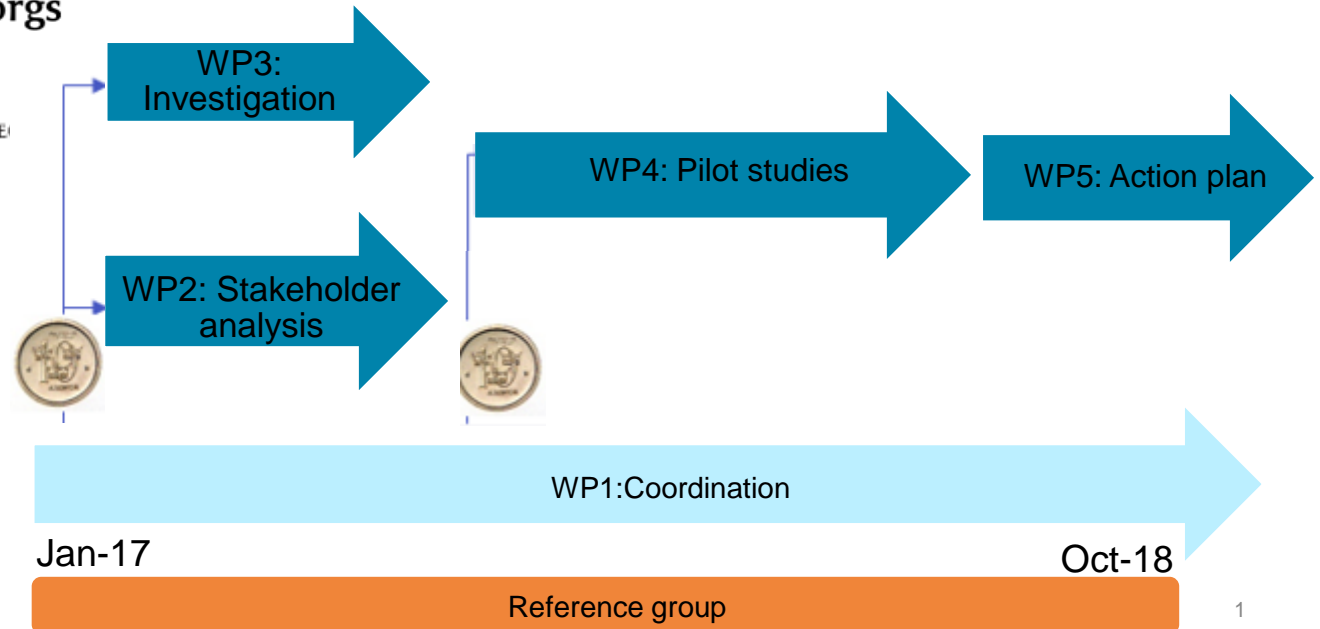 WP3:
Investigation
WP4: Pilot studies
WP5: Action plan
WP2: Stakeholder
analysis
WP1:Coordination
Jan-17
Oct-18
Reference group
1